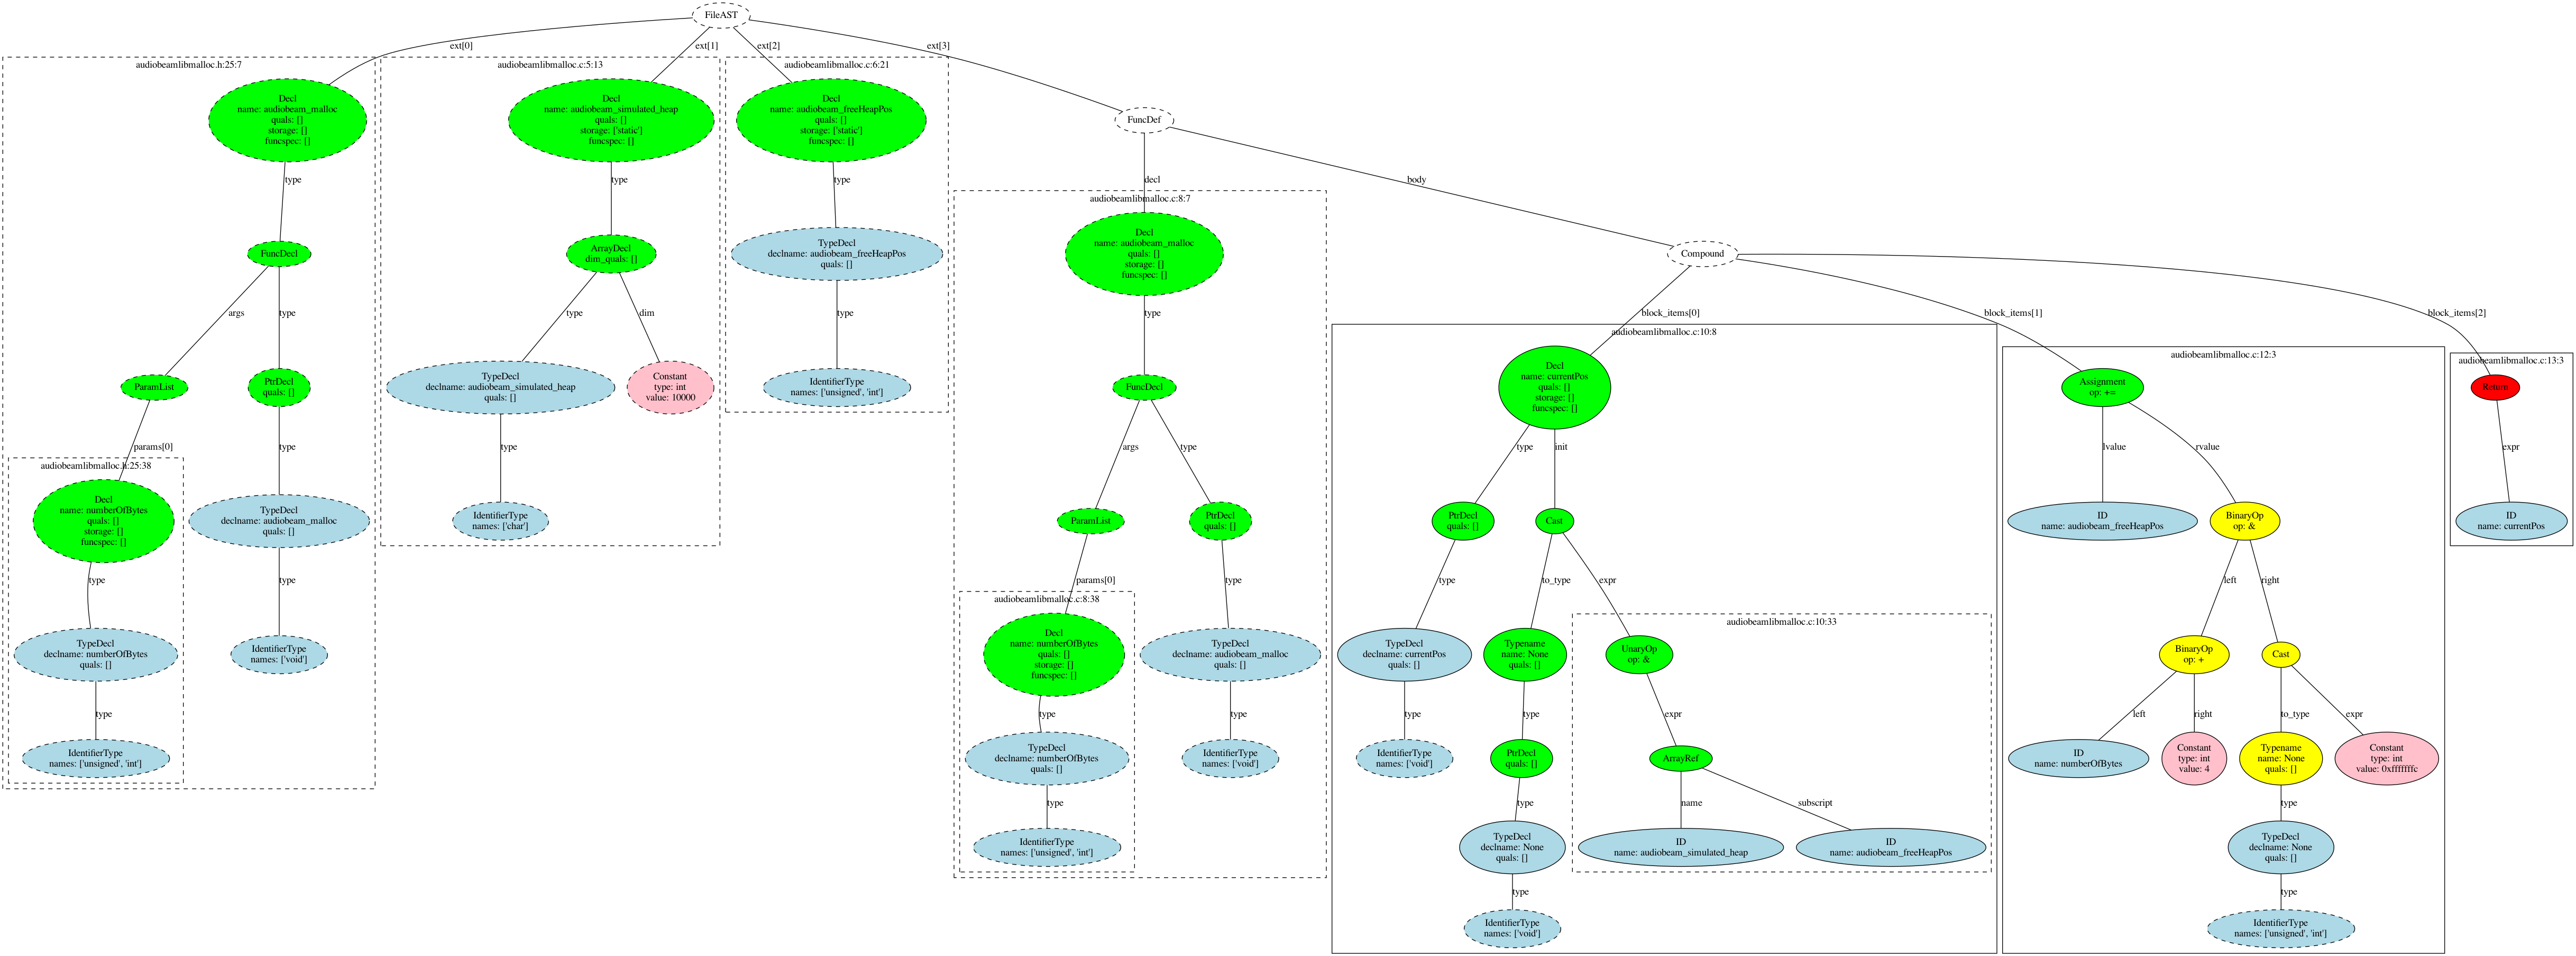 FileAST
ext[0]
ext[1]
ext[2]
ext[3]
audiobeamlibmalloc.h:25:7
Decl
name: audiobeam_malloc
quals: []
storage: []
funcspec: []
type
FuncDecl
args
type
ParamList
PtrDecl
quals: []
params[0]
type
audiobeamlibmalloc.h:25:38
Decl
name: numberOfBytes
quals: []
storage: []
funcspec: []
TypeDecl
declname: audiobeam_malloc
quals: []
type
type
TypeDecl
declname: numberOfBytes
quals: []
IdentifierType
names: ['void']
type
IdentifierType
names: ['unsigned', 'int']
audiobeamlibmalloc.c:5:13
Decl
name: audiobeam_simulated_heap
quals: []
storage: ['static']
funcspec: []
type
ArrayDecl
dim_quals: []
type
dim
TypeDecl
declname: audiobeam_simulated_heap
quals: []
Constant
type: int
value: 10000
type
IdentifierType
names: ['char']
audiobeamlibmalloc.c:6:21
Decl
name: audiobeam_freeHeapPos
quals: []
storage: ['static']
funcspec: []
type
TypeDecl
declname: audiobeam_freeHeapPos
quals: []
type
IdentifierType
names: ['unsigned', 'int']
FuncDef
decl
body
audiobeamlibmalloc.c:8:7
Decl
name: audiobeam_malloc
quals: []
storage: []
funcspec: []
type
FuncDecl
args
type
ParamList
PtrDecl
quals: []
params[0]
type
audiobeamlibmalloc.c:8:38
Decl
name: numberOfBytes
quals: []
storage: []
funcspec: []
TypeDecl
declname: audiobeam_malloc
quals: []
type
type
TypeDecl
declname: numberOfBytes
quals: []
IdentifierType
names: ['void']
type
IdentifierType
names: ['unsigned', 'int']
Compound
block_items[0]
block_items[1]
block_items[2]
audiobeamlibmalloc.c:10:8
Decl
name: currentPos
quals: []
storage: []
funcspec: []
type
init
PtrDecl
quals: []
Cast
type
to_type
expr
TypeDecl
declname: currentPos
quals: []
Typename
name: None
quals: []
audiobeamlibmalloc.c:10:33
UnaryOp
op: &
type
type
expr
IdentifierType
names: ['void']
PtrDecl
quals: []
ArrayRef
type
name
subscript
TypeDecl
declname: None
quals: []
ID
name: audiobeam_simulated_heap
ID
name: audiobeam_freeHeapPos
type
IdentifierType
names: ['void']
audiobeamlibmalloc.c:12:3
Assignment
op: +=
lvalue
rvalue
ID
name: audiobeam_freeHeapPos
BinaryOp
op: &
left
right
BinaryOp
op: +
Cast
left
right
to_type
expr
ID
name: numberOfBytes
Constant
type: int
value: 4
Typename
name: None
quals: []
Constant
type: int
value: 0xfffffffc
type
TypeDecl
declname: None
quals: []
type
IdentifierType
names: ['unsigned', 'int']
audiobeamlibmalloc.c:13:3
Return
expr
ID
name: currentPos